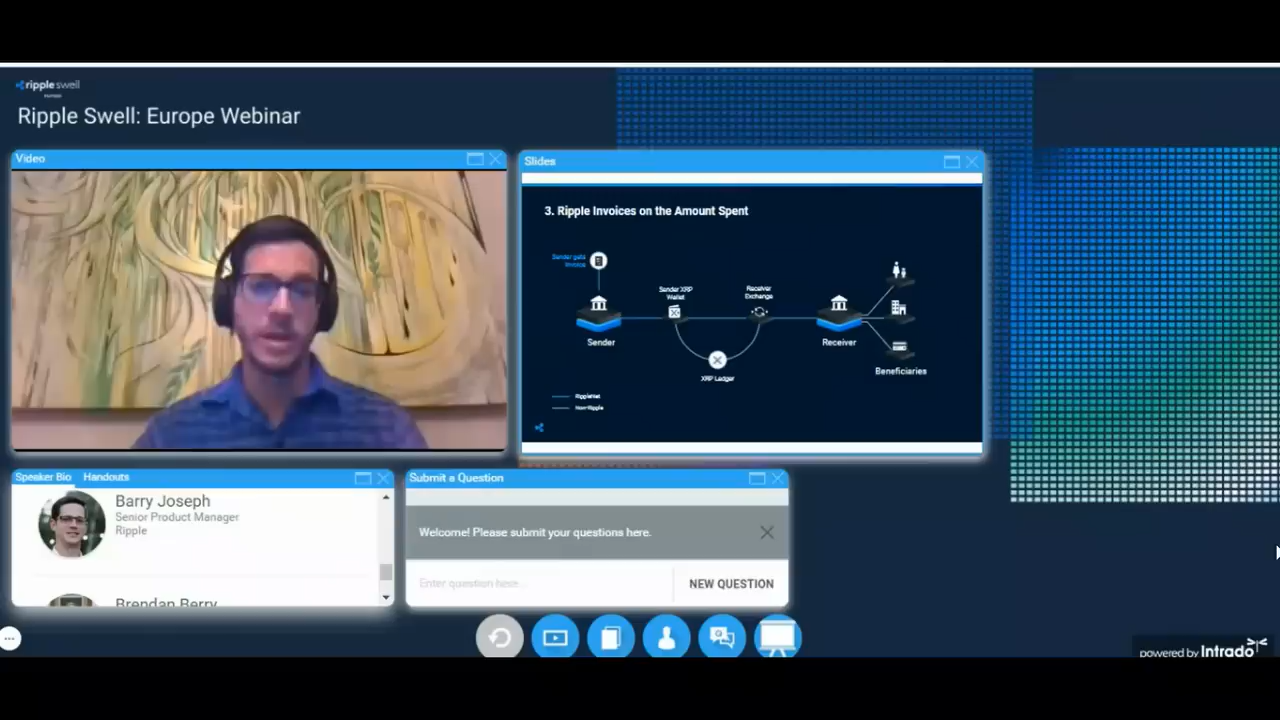 ripple swell
Ripple Swell: Europe Webinar
Video
Slides
3. Ripple Invoices on the Amount Spent
Sender gets
Invoice
Sender XRP
Wallet
Receiver
Exchange
Sender
Receiver
XRP Ledger
Beneficiaries
RippleNet
Non-Ripple
Speaker Bio Handouts
Barry Joseph
Senior Product Manager
Ripple
Brendan Berry
Submit a Question
Welcome! Please submit your questions here.
Enter question here...
NEW QUESTION
powered by Intrado